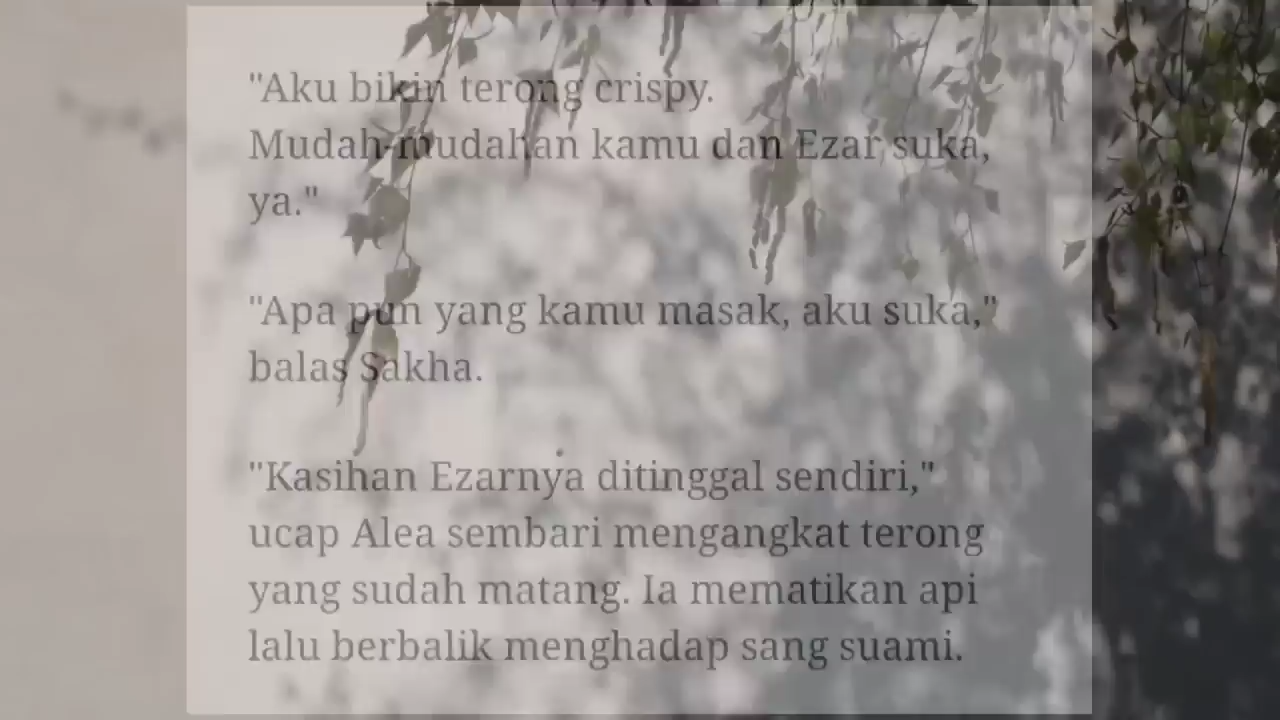 "Aku bikin terong crispy.
Mudah-mudahan kamu dan Ezar suka,
ya."
"Apa pun yang kamu masak, aku suka,"
balas Sakha.
"Kasihan Ezarnya ditinggal sendiri,"
ucap Alea sembari mengangkat terong
yang sudah matang. Ia mematikan api
lalu berbalik menghadap sang suami.